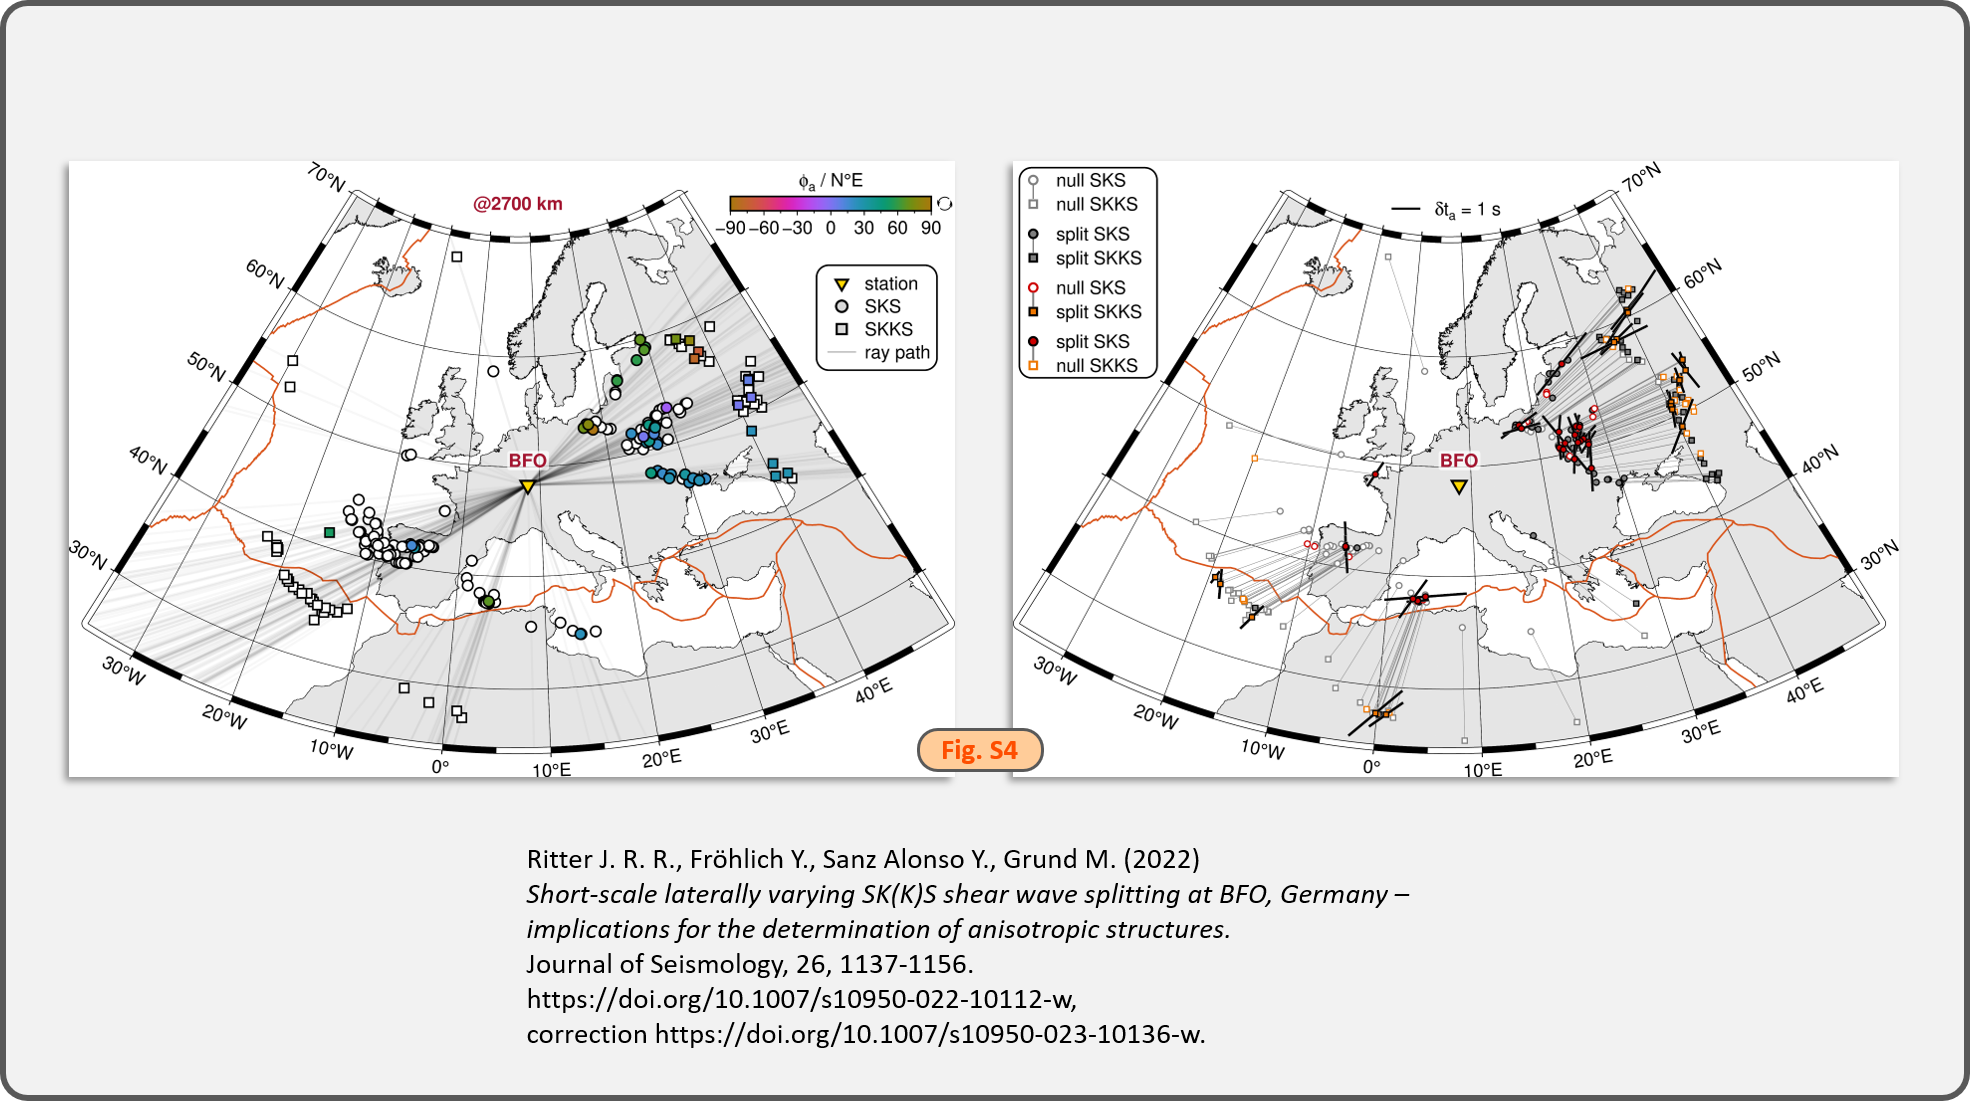 70°N
60°N
50°N
40°N
30°N
30°W
20°W
10°W
0°
10°E
20°E
30°E
40°E
@2700 km
BFO
ϕa / N°E
−90 −60 −30 0 30 60 90
station
SKS
SKKS
ray path
null SKS
null SKKS
split SKS
split SKKS
null SKS
split SKKS
split SKS
null SKKS
δta = 1 s
BFO
70°N
60°N
50°N
40°N
30°N
30°W
20°W
10°W
0°
10°E
20°E
30°E
40°E
Fig. S4
Ritter J. R. R., Fröhlich Y., Sanz Alonso Y., Grund M. (2022)
Short-scale laterally varying SK(K)S shear wave splitting at BFO, Germany –
implications for the determination of anisotropic structures.
Journal of Seismology, 26, 1137-1156.
https://doi.org/10.1007/s10950-022-10112-w,
correction https://doi.org/10.1007/s10950-023-10136-w.